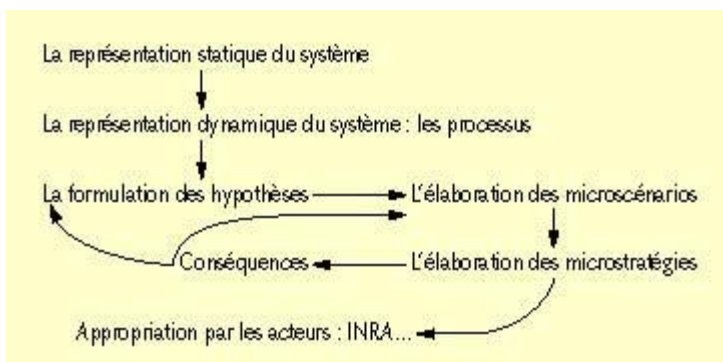 La représentation statique du système
La représentation dynamique du système : les processus
La formulation des hypothèses
L'élaboration des microscénarios
Conséquences
L'élaboration des microstratégies
Appropriation par les acteurs : INRA...